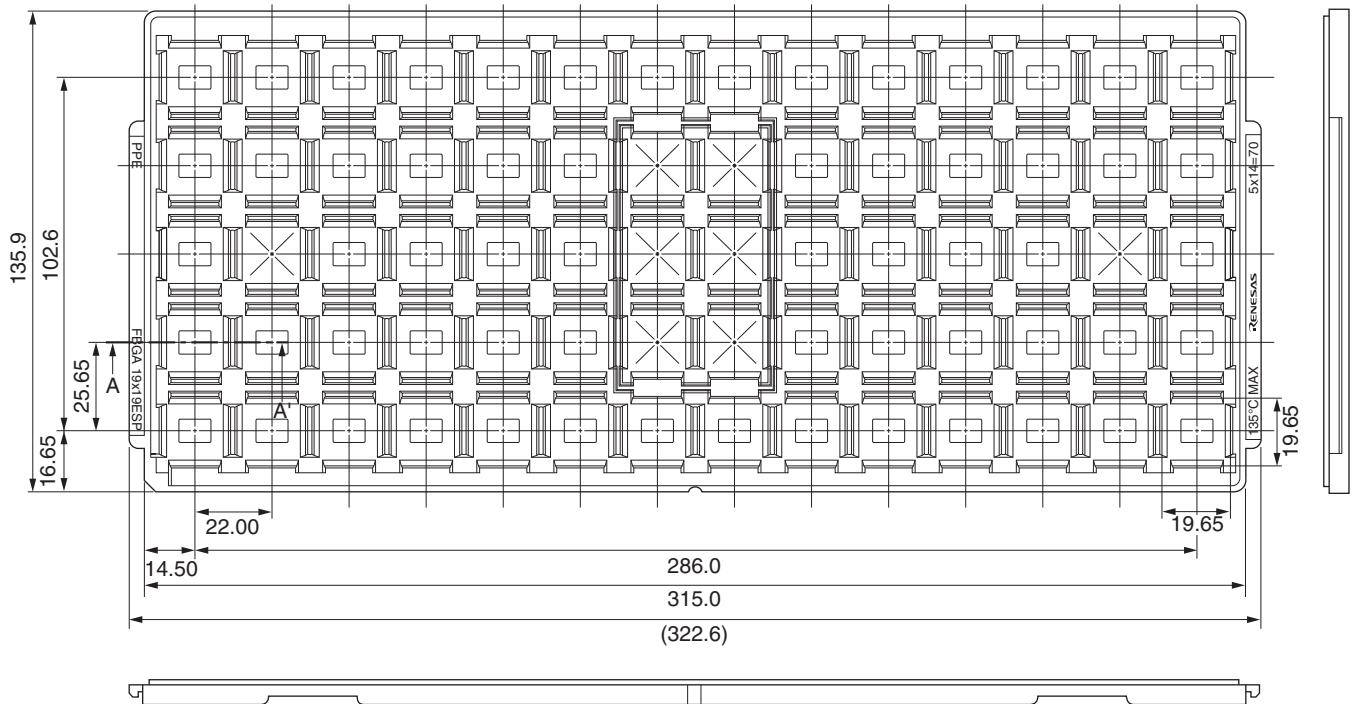 135.9
102.6
25.65
16.65
PPE
FBGA 19x19ESP
A
A'
5x14=70
RENESAS
135°C MAX
19.65
22.00
19.65
14.50
286.0
315.0
(322.6)